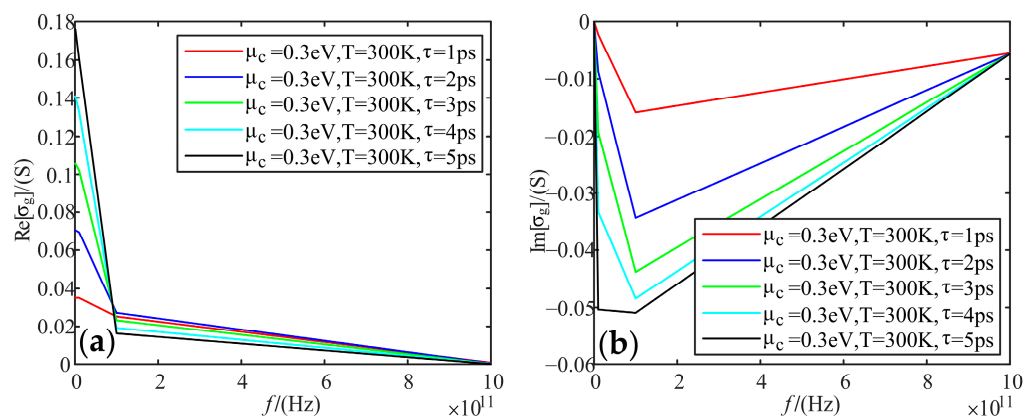 0.18
0.16
0.14
0.12
0.1
0.08
0.06
0.04
0.02
0
Re[σg]/(S)
μc=0.3eV,T=300K,τ=1ps
μc=0.3eV,T=300K,τ=2ps
μc=0.3eV,T=300K,τ=3ps
μc=0.3eV,T=300K,τ=4ps
μc=0.3eV,T=300K,τ=5ps
(a)
0 2 4 6 8 10
f/(Hz) ×10¹¹
0
−0.01
−0.02
−0.03
−0.04
−0.05
−0.06
Im[σg]/(S)
μc=0.3eV,T=300K,τ=1ps
μc=0.3eV,T=300K,τ=2ps
μc=0.3eV,T=300K,τ=3ps
μc=0.3eV,T=300K,τ=4ps
μc=0.3eV,T=300K,τ=5ps
(b)
0 2 4 6 8 10
f/(Hz) ×10¹¹